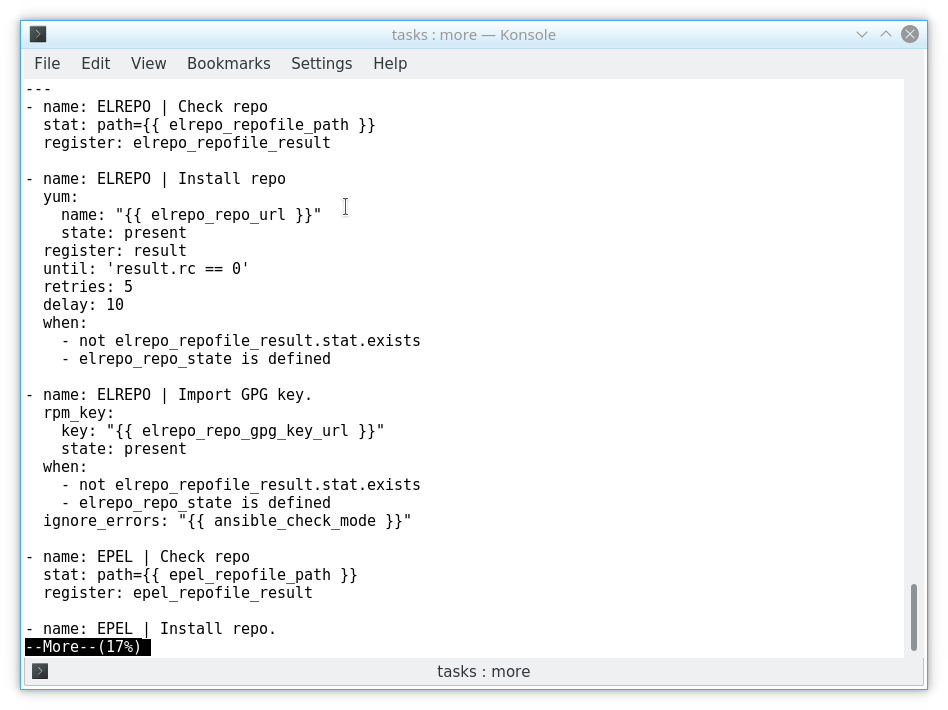 tasks : more — Konsole
File Edit View Bookmarks Settings Help
---
- name: ELREPO | Check repo
  stat: path={{ elrepo_repofile_path }}
  register: elrepo_repofile_result

- name: ELREPO | Install repo
  yum:
    name: "{{ elrepo_repo_url }}"
    state: present
  register: result
  until: 'result.rc == 0'
  retries: 5
  delay: 10
  when:
    - not elrepo_repofile_result.stat.exists
    - elrepo_repo_state is defined

- name: ELREPO | Import GPG key.
  rpm_key:
    key: "{{ elrepo_repo_gpg_key_url }}"
    state: present
  when:
    - not elrepo_repofile_result.stat.exists
    - elrepo_repo_state is defined
  ignore_errors: "{{ ansible_check_mode }}"

- name: EPEL | Check repo
  stat: path={{ epel_repofile_path }}
  register: epel_repofile_result

- name: EPEL | Install repo.
--More--(17%)
tasks : more